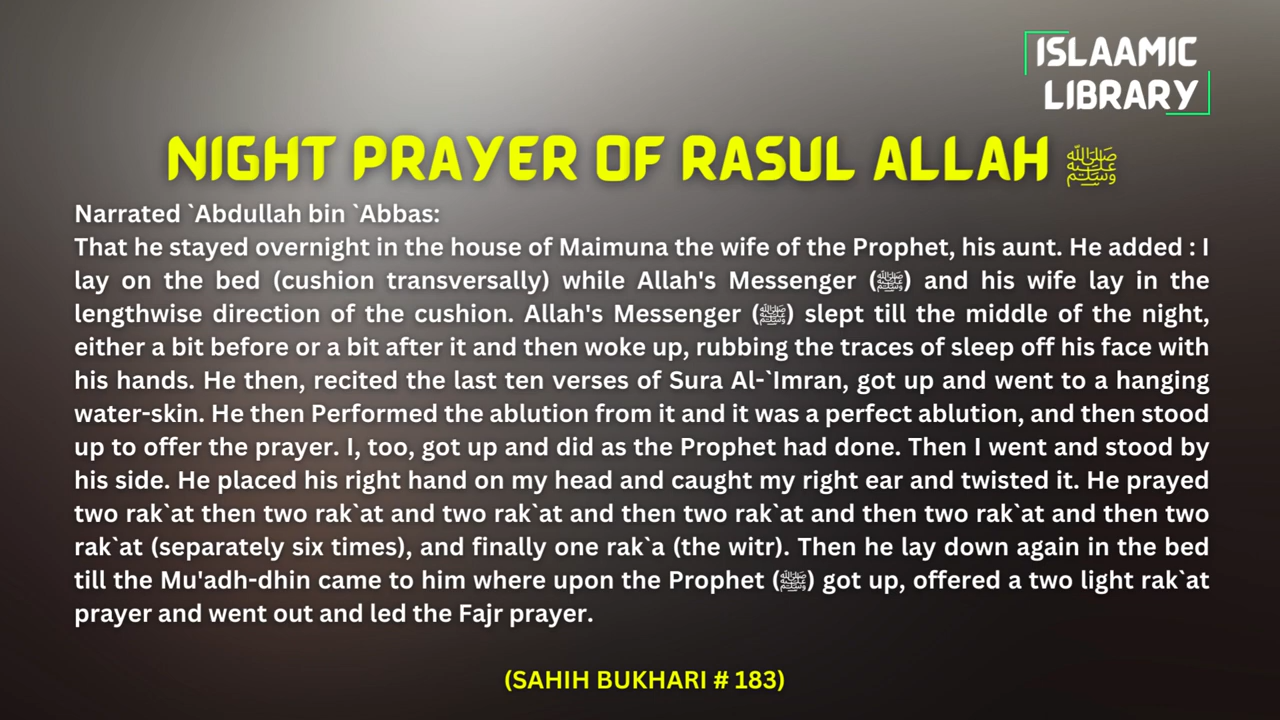 ISLAAMIC
LIBRARY
NIGHT PRAYER OF RASUL ALLAH ﷺ
Narrated `Abdullah bin `Abbas:
That he stayed overnight in the house of Maimuna the wife of the Prophet, his aunt. He added : I
lay on the bed (cushion transversally) while Allah's Messenger (ﷺ) and his wife lay in the
lengthwise direction of the cushion. Allah's Messenger (ﷺ) slept till the middle of the night,
either a bit before or a bit after it and then woke up, rubbing the traces of sleep off his face with
his hands. He then, recited the last ten verses of Sura Al-`Imran, got up and went to a hanging
water-skin. He then Performed the ablution from it and it was a perfect ablution, and then stood
up to offer the prayer. I, too, got up and did as the Prophet had done. Then I went and stood by
his side. He placed his right hand on my head and caught my right ear and twisted it. He prayed
two rak`at then two rak`at and two rak`at and then two rak`at and then two rak`at and then two
rak`at (separately six times), and finally one rak`a (the witr). Then he lay down again in the bed
till the Mu'adh-dhin came to him where upon the Prophet (ﷺ) got up, offered a two light rak`at
prayer and went out and led the Fajr prayer.
(SAHIH BUKHARI # 183)